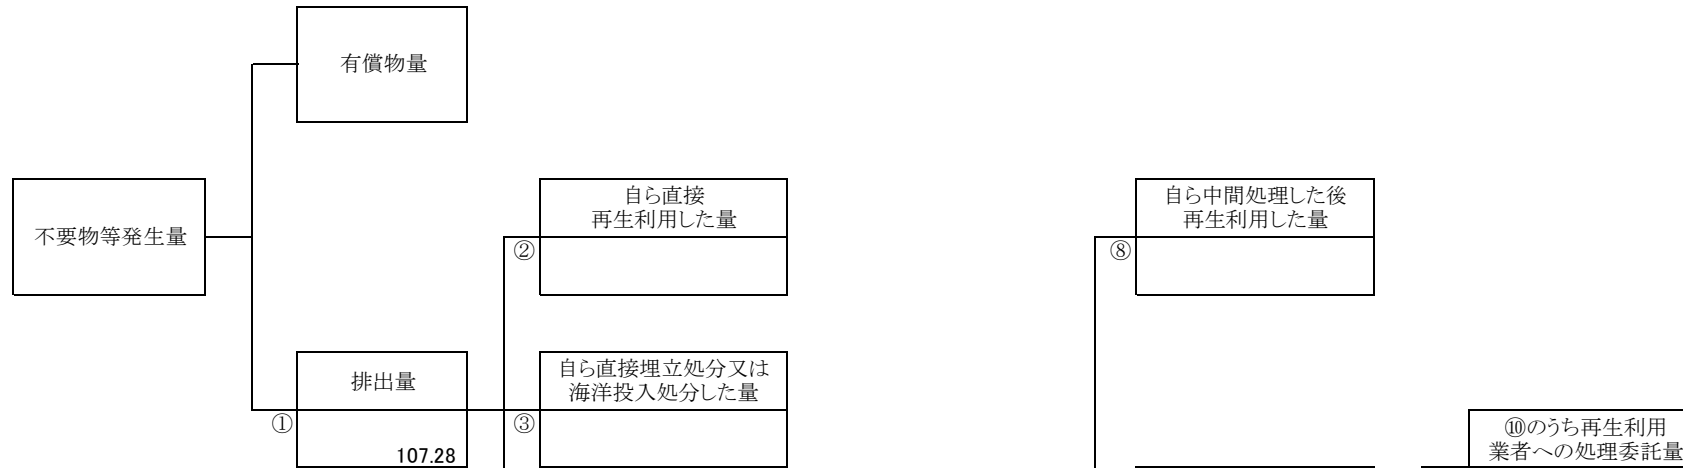 有償物量
自ら直接
再生利用した量
自ら中間処理した後
再生利用した量
不要物等発生量
②
⑧
排出量
自ら直接埋立処分又は
海洋投入処分した量
①
③
⑩のうち再生利用
業者への処理委託量
107.28